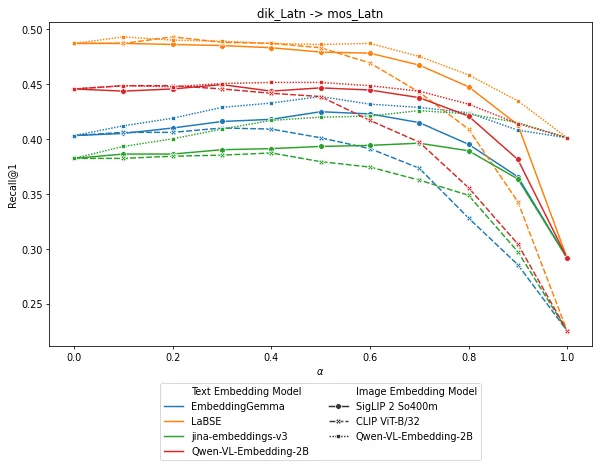 dik_Latn -> mos_Latn
0.50
0.45
0.40
0.35
0.30
0.25
Recall@1
0.0 0.2 0.4 0.6 0.8 1.0
α
Text Embedding Model
EmbeddingGemma
LaBSE
jina-embeddings-v3
Qwen-VL-Embedding-2B
Image Embedding Model
SigLIP 2 So400m
CLIP ViT-B/32
Qwen-VL-Embedding-2B